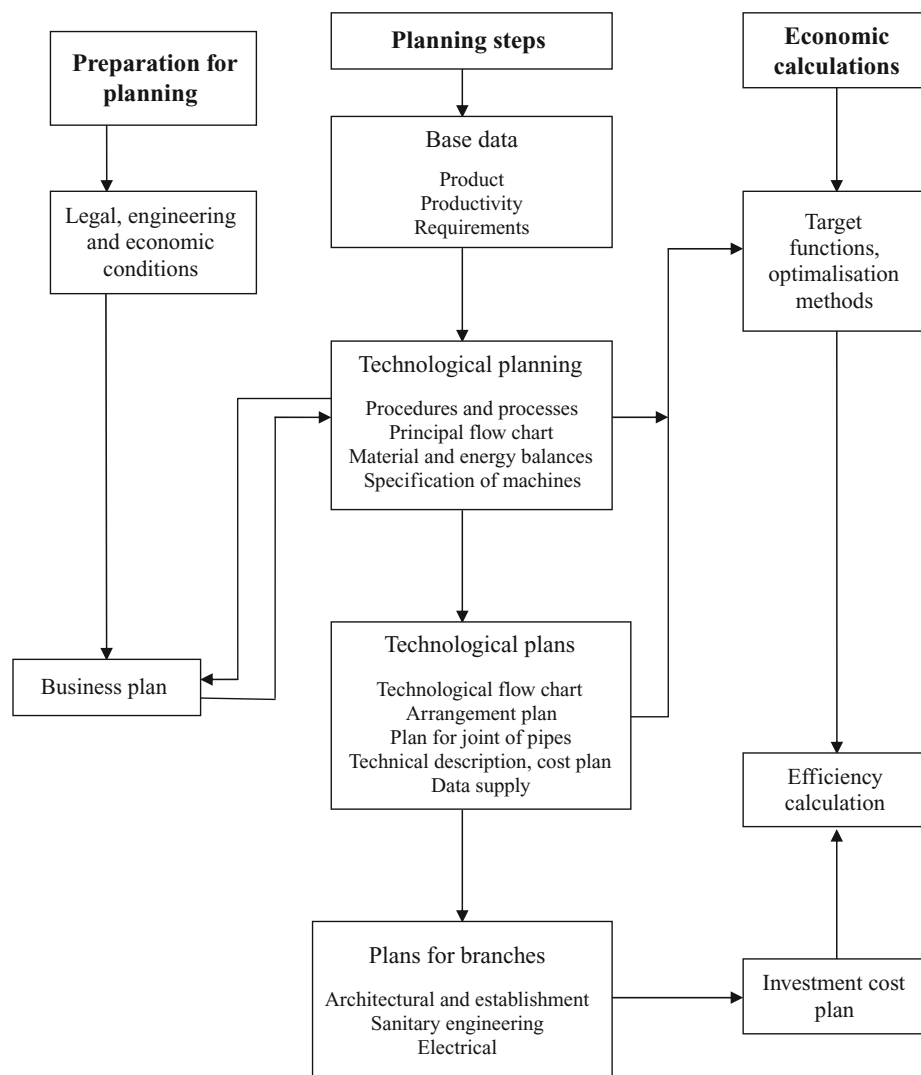 Preparation for
planning
Legal, engineering
and economic
conditions
Business plan
Planning steps
Base data
Product
Productivity
Requirements
Technological planning
Procedures and processes
Principal flow chart
Material and energy balances
Specification of machines
Technological plans
Technological flow chart
Arrangement plan
Plan for joint of pipes
Technical description, cost plan
Data supply
Plans for branches
Architectural and establishment
Sanitary engineering
Electrical
Economic
calculations
Target
functions,
optimalisation
methods
Efficiency
calculation
Investment cost
plan